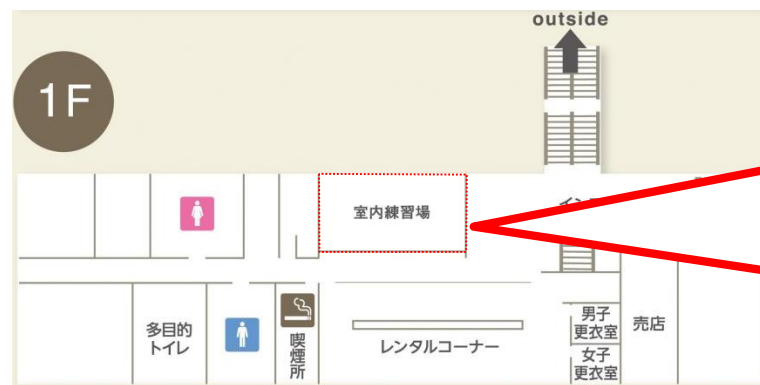 outside
1F
室内練習場
多目的
トイレ
喫煙所
レンタルコーナー
男子
更衣室
女子
更衣室
売店